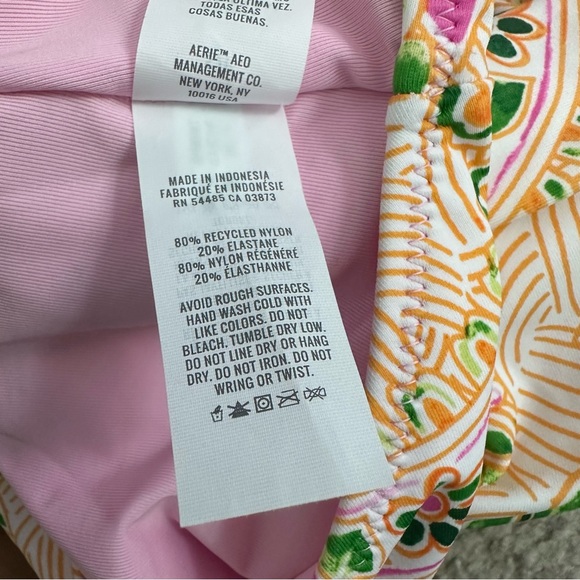 ÚLTIMA VEZ.
TODAS ESAS
COSAS BUENAS.
AERIE™ AEO
MANAGEMENT CO.
NEW YORK, NY
10016 USA
MADE IN INDONESIA
FABRIQUÉ EN INDONÉSIE
RN 54485 CA 03873
80% RECYCLED NYLON
20% ELASTANE
80% NYLON RÉGÉNÉRÉ
20% ÉLASTHANNE
AVOID ROUGH SURFACES.
HAND WASH COLD WITH
LIKE COLORS. DO NOT
BLEACH. TUMBLE DRY LOW.
DO NOT LINE DRY OR HANG
DRY. DO NOT IRON. DO NOT
WRING OR TWIST.